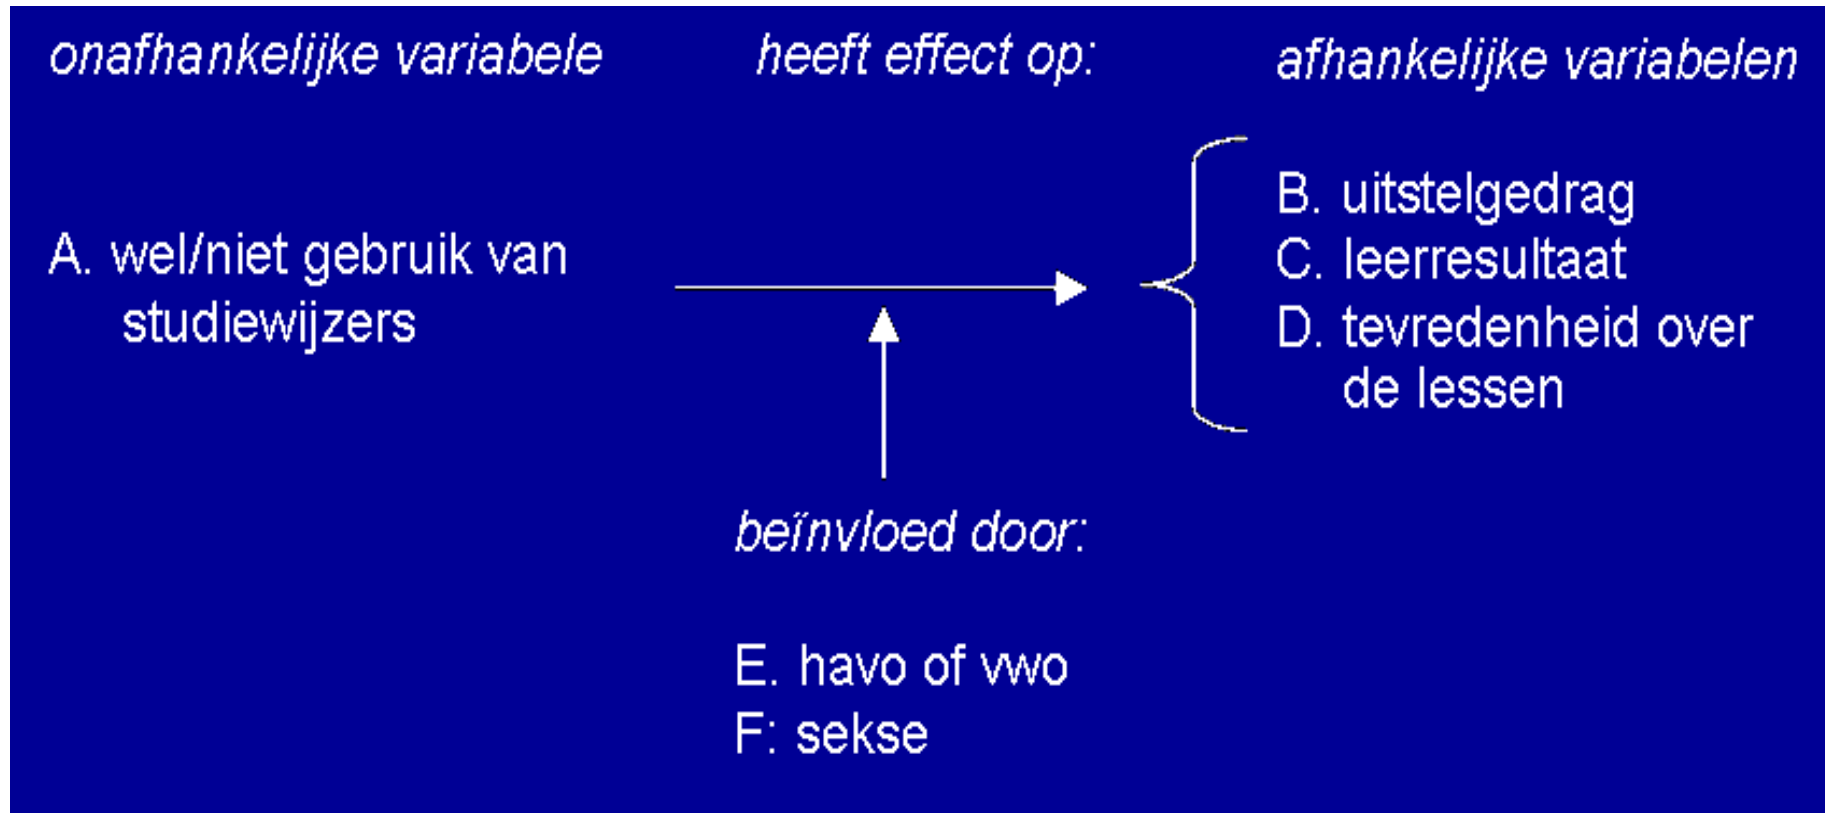 onafhankelijke variabele
heeft effect op:
afhankelijke variabelen
A. wel/niet gebruik van
studiewijzers
B. uitstelgedrag
C. leerresultaat
D. tevredenheid over
de lessen
beïnvloed door:
E. havo of vwo
F: sekse